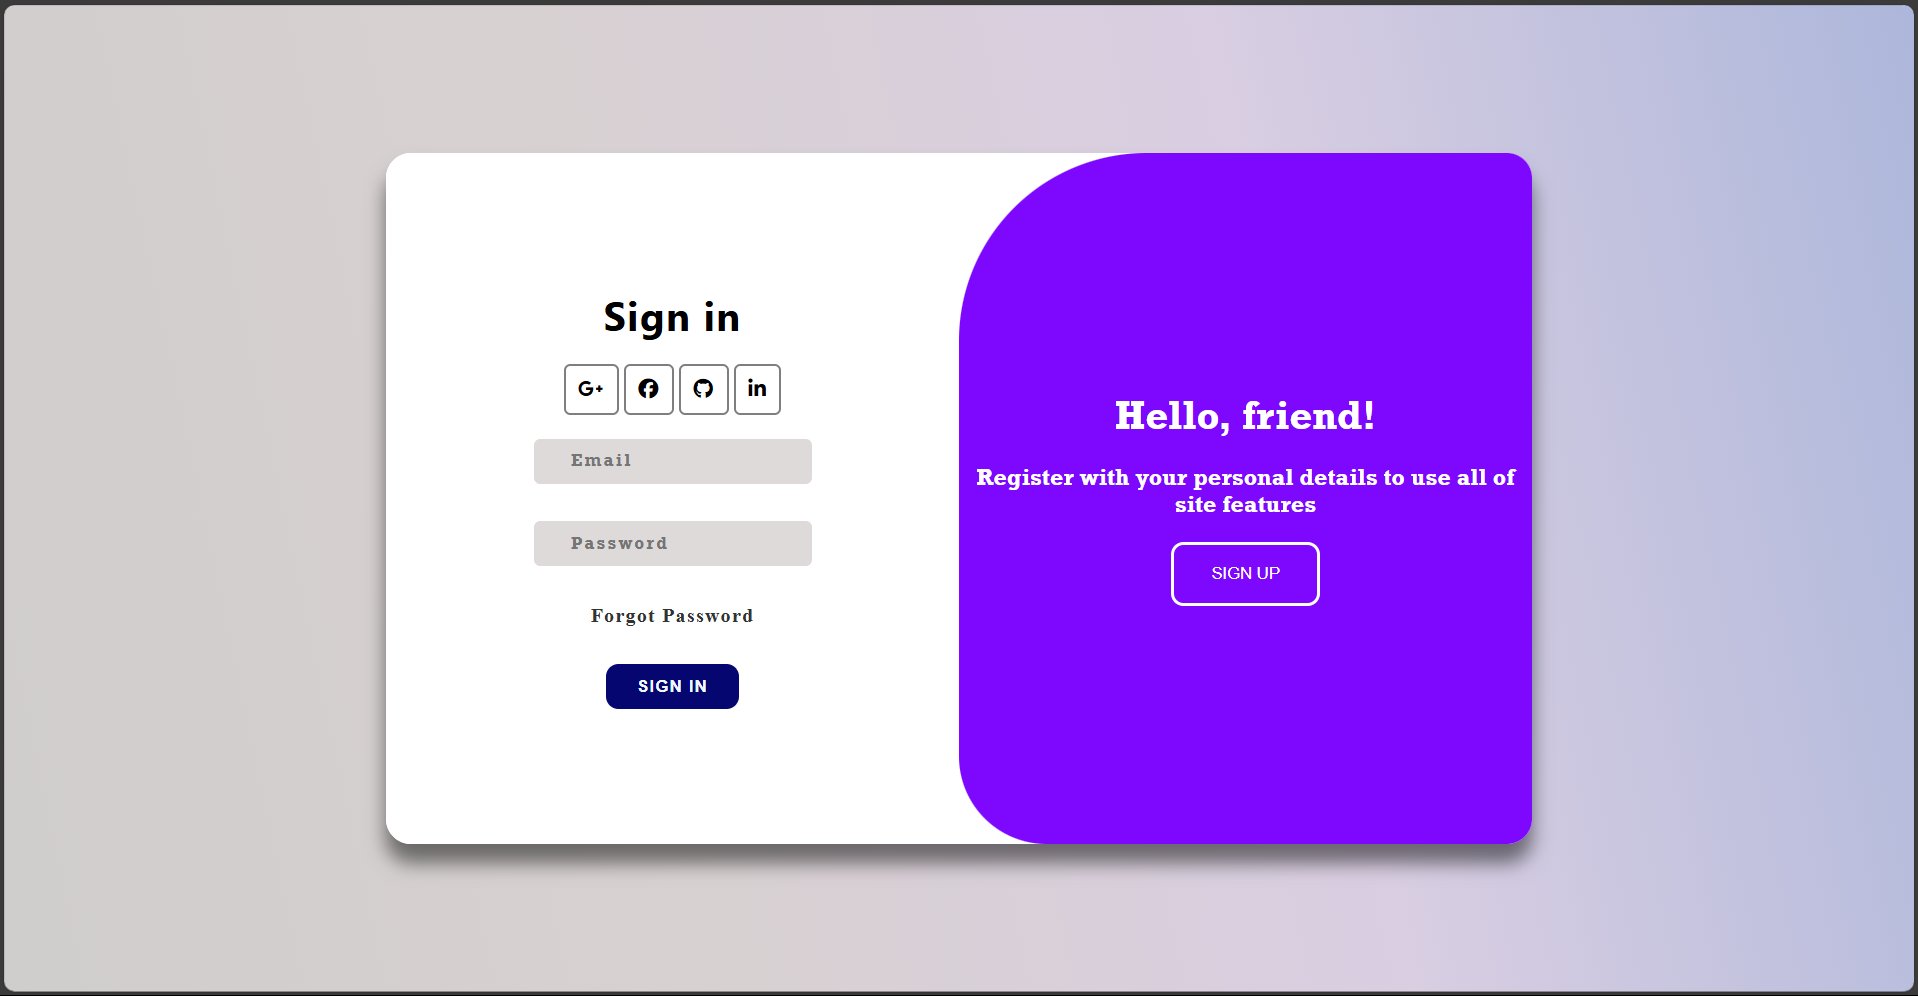 Sign in
G+
in
Email
Password
Forgot Password
SIGN IN
Hello, friend!
Register with your personal details to use all of
site features
SIGN UP